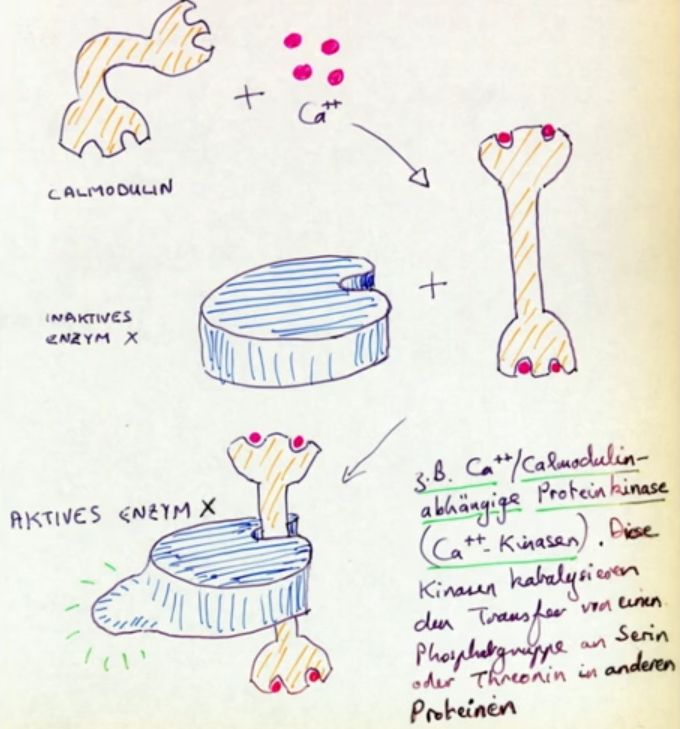 +
Ca++
CALMODULIN
+
INAKTIVES
ENZYM X
AKTIVES ENZYM X
z.B. Ca++/Calmodulin-
abhängige Proteinkinase
(Ca++-Kinasen). Diese
Kinasen katalysieren
den Transfer von einen
Phosphatgruppe an Serin
oder Threonin in anderen
Proteinen